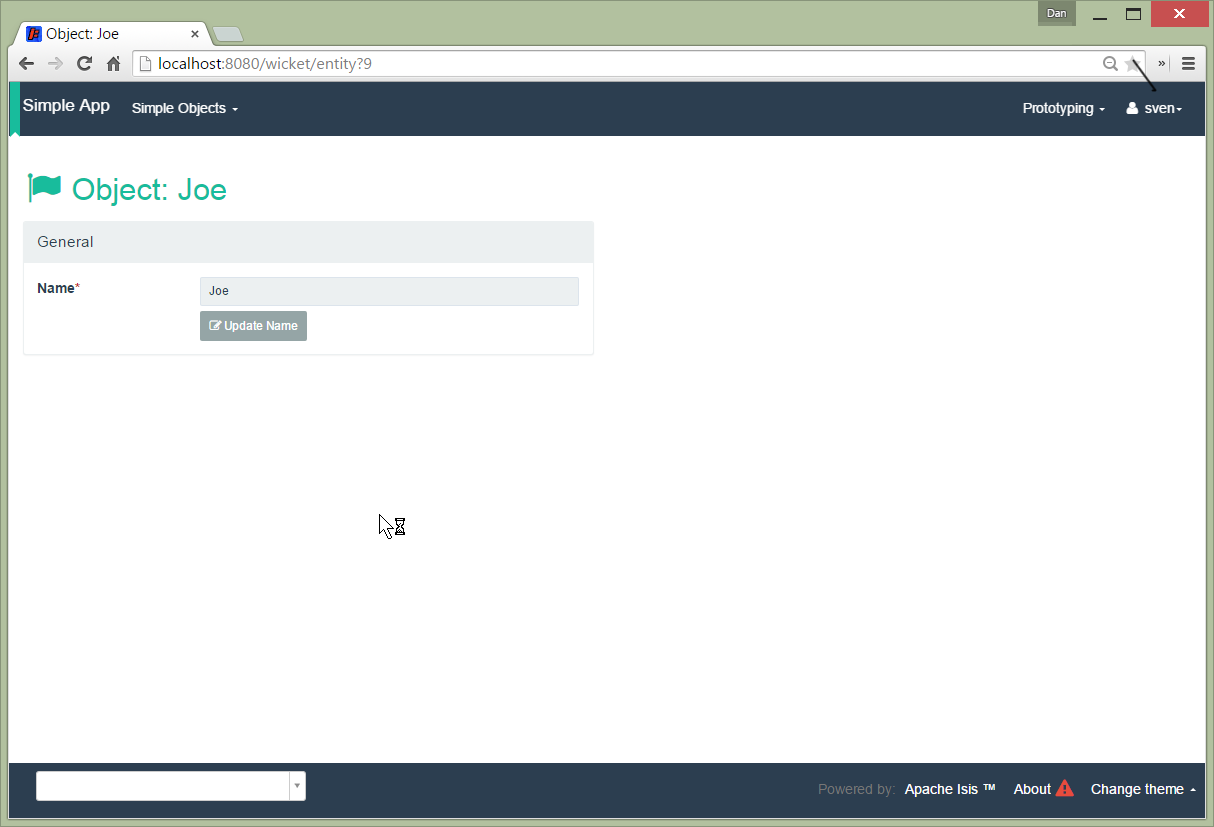 Dan
Object: Joe
localhost:8080/wicket/entity?9
Simple App Simple Objects Prototyping sven
Object: Joe
General
Name*
Joe
Update Name
Powered by: Apache Isis ™ About Change theme